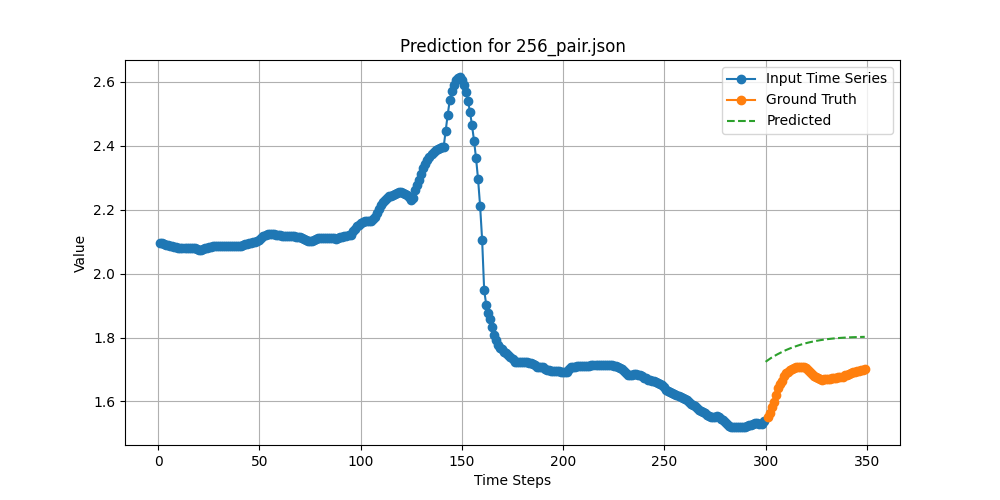 Prediction for 256_pair.json
Input Time Series
Ground Truth
Predicted
Value
2.6
2.4
2.2
2.0
1.8
1.6
0 50 100 150 200 250 300 350
Time Steps